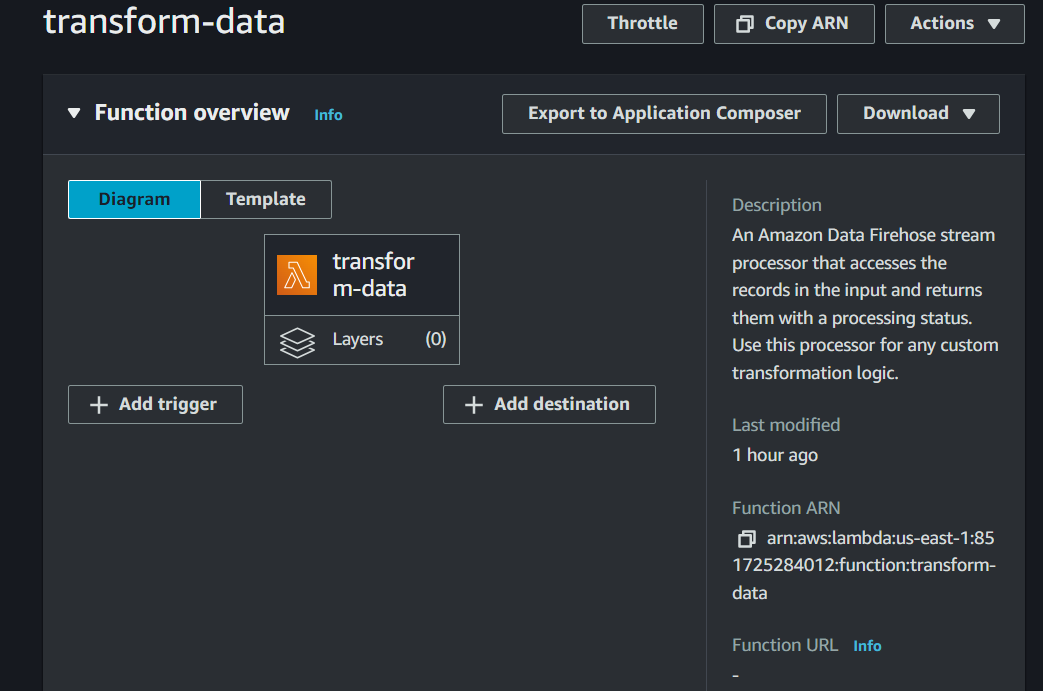 transform-data
Throttle
Copy ARN
Actions
Function overview
Info
Export to Application Composer
Download
Diagram
Template
transfor
m-data
Layers
(0)
Add trigger
Add destination
Description
An Amazon Data Firehose stream
processor that accesses the
records in the input and returns
them with a processing status.
Use this processor for any custom
transformation logic.
Last modified
1 hour ago
Function ARN
arn:aws:lambda:us-east-1:85
1725284012:function:transform-
data
Function URL
Info
-